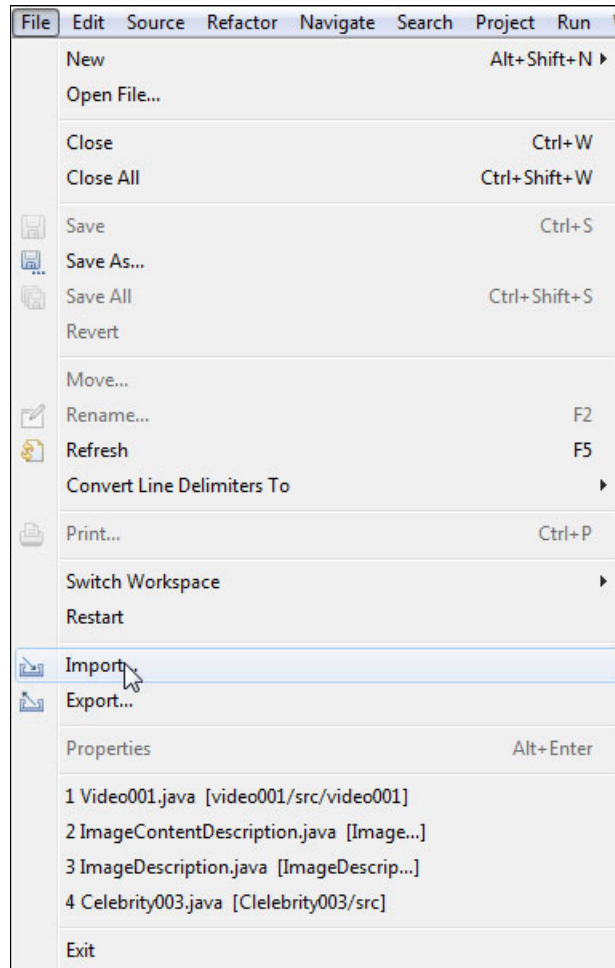 File Edit Source Refactor Navigate Search Project Run
New Alt+Shift+N
Open File...
Close Ctrl+W
Close All Ctrl+Shift+W
Save Ctrl+S
Save As...
Save All Ctrl+Shift+S
Revert
Move...
Rename... F2
Refresh F5
Convert Line Delimiters To
Print... Ctrl+P
Switch Workspace
Restart
Import...
Export...
Properties Alt+Enter
1 Video001.java [video001/src/video001]
2 ImageContentDescription.java [Image...]
3 ImageDescription.java [ImageDescrip...]
4 Celebrity003.java [Clelebrity003/src]
Exit